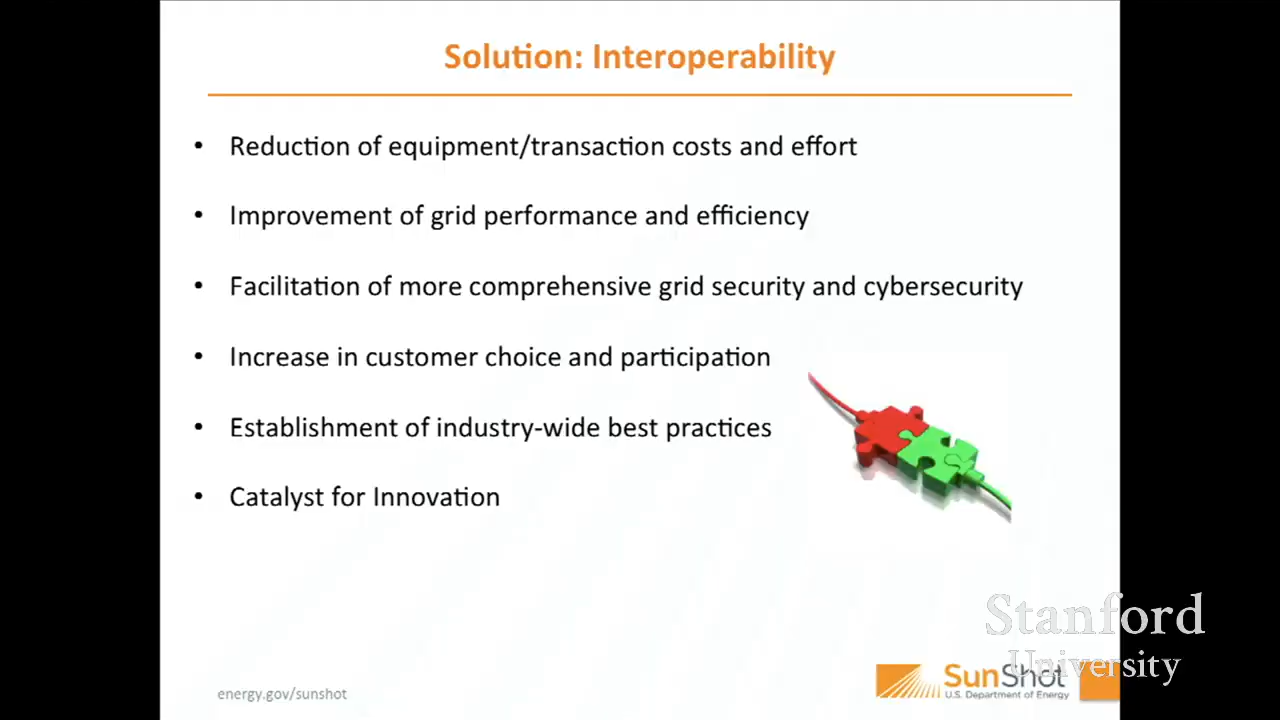 Solution: Interoperability
• Reduction of equipment/transaction costs and effort
• Improvement of grid performance and efficiency
• Facilitation of more comprehensive grid security and cybersecurity
• Increase in customer choice and participation
• Establishment of industry-wide best practices
• Catalyst for Innovation
Stanford
University
energy.gov/sunshot
SunShot
U.S. Department of Energy